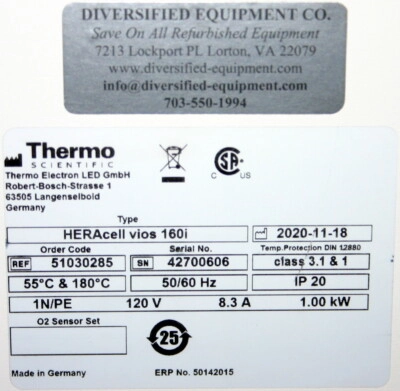 DIVERSIFIED EQUIPMENT CO.
Save On All Refurbished Equipment
7213 Lockport PL Lorton, VA 22079
www.diversified-equipment.com
info@diversified-equipment.com
703-550-1994
Thermo
SCIENTIFIC
Thermo Electron LED GmbH
Robert-Bosch-Strasse 1
63505 Langenselbold
Germany
C SA US
Type
HERAcell vios 160i 2020-11-18
Order Code Serial No. Temp.Protection DIN 12880
REF 51030285 SN 42700606 class 3.1 & 1
55°C & 180°C 50/60 Hz IP 20
1N/PE 120 V 8.3 A 1.00 kW
O2 Sensor Set
25
Made in Germany ERP No. 50142015